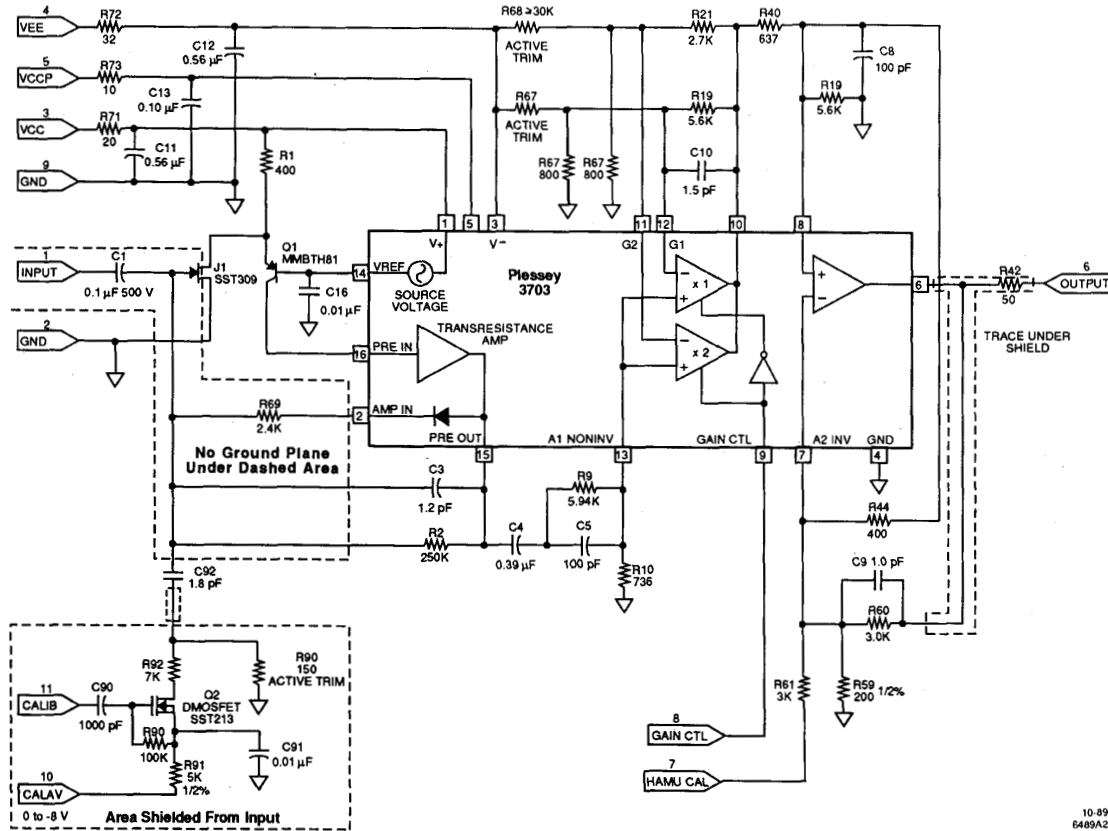 4
VEE
R72
32
C12
0.56 µF
R68 ≥30K
ACTIVE
TRIM
R21
2.7K
R40
637
C8
100 pF
R19
5.6K
5
VCCP
R73
10
C13
0.10 µF
R67
ACTIVE
TRIM
R19
5.6K
3
VCC
R71
20
C11
0.56 µF
R1
400
R67
800
R67
800
C10
1.5 pF
9
GND
1
5
3
11
12
10
8
V+
V−
G2
G1
1
INPUT
C1
0.1 µF 500 V
J1
SST309
Q1
MMBTH81
C16
0.01 µF
14
VREF
SOURCE
VOLTAGE
Plessey
3703
− x 1 +
− x 2 +
+
−
6
R42
50
6
OUTPUT
TRACE UNDER
SHIELD
2
GND
TRANSRESISTANCE
AMP
16
PRE IN
R69
2.4K
2
AMP IN
PRE OUT
A1 NONINV
GAIN CTL
A2 INV
GND
15
13
9
7
4
No Ground Plane
Under Dashed Area
C3
1.2 pF
R2
250K
C4
0.39 µF
R9
5.94K
C5
100 pF
R10
736
R44
400
C9 1.0 pF
R60
3.0K
C92
1.8 pF
R92
7K
R90
150
ACTIVE TRIM
11
CALIB
C90
1000 pF
Q2
DMOSFET
SST213
R90
100K
C91
0.01 µF
R91
5K
1/2%
10
CALAV
0 to -8 V
Area Shielded From Input
R61
3K
R59
200 1/2%
8
GAIN CTL
7
HAMU CAL
10-89
6489A2